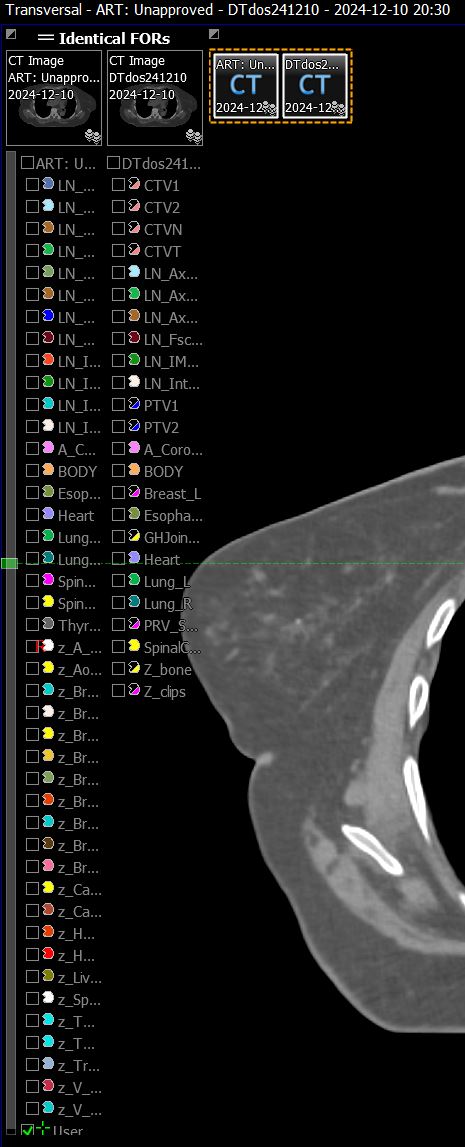 Transversal - ART: Unapproved - DTdos241210 - 2024-12-10 20:30
Identical FORs
CT Image
ART: Unappro...
2024-12-10
CT Image
DTdos241210
2024-12-10
ART: Un...
CT
2024-12
DTdos2...
CT
2024-12
ART: U...
LN_...
LN_...
LN_...
LN_...
LN_...
LN_...
LN_...
LN_...
LN_I...
LN_I...
LN_I...
LN_I...
A_C...
BODY
Esop...
Heart
Lung...
Lung...
Spin...
Spin...
Thyr...
R
z_A_...
z_Ao...
z_Br...
z_Br...
z_Br...
z_Br...
z_Br...
z_Br...
z_Br...
z_Br...
z_Br...
z_Ca...
z_Ca...
z_H...
z_H...
z_Liv...
z_Sp...
z_T...
z_T...
z_Tr...
z_V_...
z_V_...
User
DTdos241...
CTV1
CTV2
CTVN
CTVT
LN_Ax...
LN_Ax...
LN_Ax...
LN_Fsc...
LN_IM...
LN_Int...
PTV1
PTV2
A_Coro...
BODY
Breast_L
Esopha...
GHJoin...
Heart
Lung_L
Lung_R
PRV_S...
SpinalC...
Z_bone
Z_clips